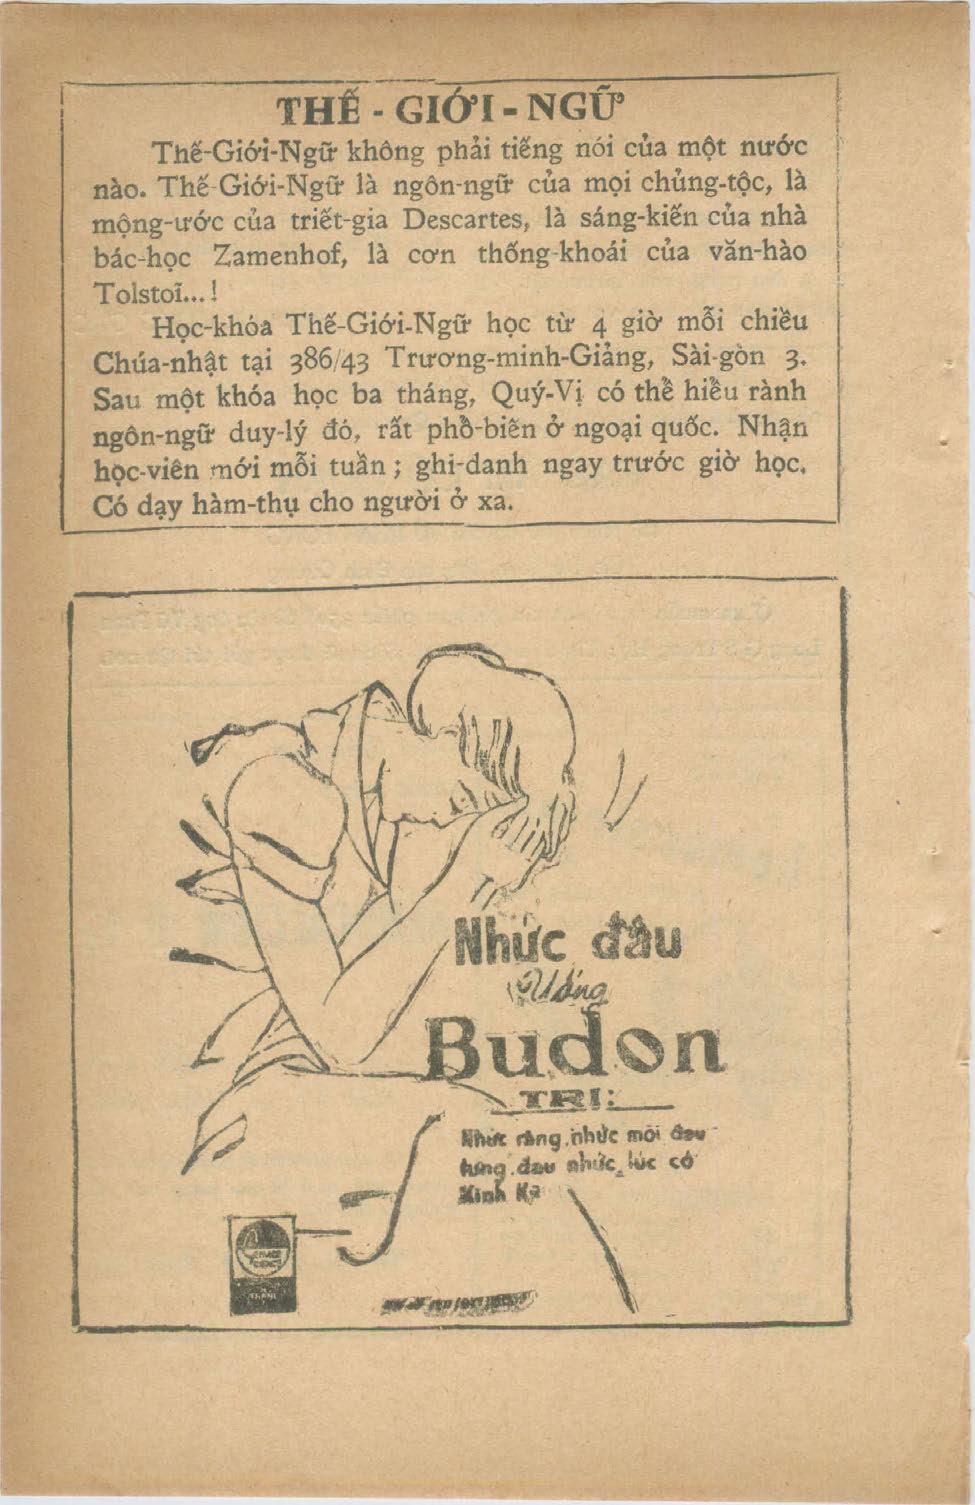 THẾ - GIỚI - NGỮ
Thế-Giới-Ngữ không phải tiếng nói của một nước
nào. Thế-Giới-Ngữ là ngôn-ngữ của mọi chủng-tộc, là
mộng-ước của triết-gia Descartes, là sáng-kiến của nhà
bác-học Zamenhof, là cơn thống-khoái của văn-hào
Tolstoĩ...!
Học-khóa Thế-Giới-Ngữ học từ 4 giờ mỗi chiều
Chúa-nhật tại 386/43 Trương-minh-Giảng, Sài-gòn 3.
Sau một khóa học ba tháng, Quý-Vị có thể hiểu rành
ngôn-ngữ duy-lý đó, rất phổ-biến ở ngoại quốc. Nhận
học-viên mới mỗi tuần ; ghi-danh ngay trước giờ học.
Có dạy hàm-thụ cho người ở xa.
Nhức đầu
Uống
Budon
TRỊ:
Nhức răng, nhức mỏi đau
lưng, đau nhức, lúc có
Kinh Kỳ